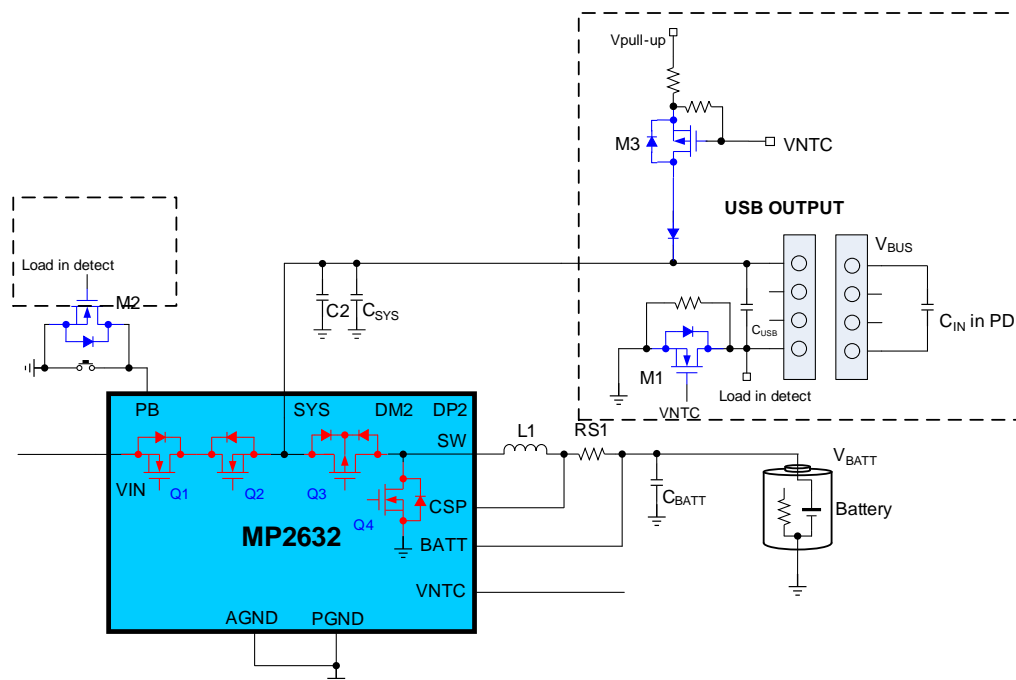 Vpull-up
M3
VNTC
USB OUTPUT
VBUS
Load in detect
M2
C2
CSYS
CUSB
CIN in PD
M1
VNTC
Load in detect
PB
SYS
DM2
DP2
SW
L1
RS1
VBATT
VIN
Q1
Q2
Q3
Q4
CSP
CBATT
Battery
MP2632
BATT
VNTC
AGND
PGND